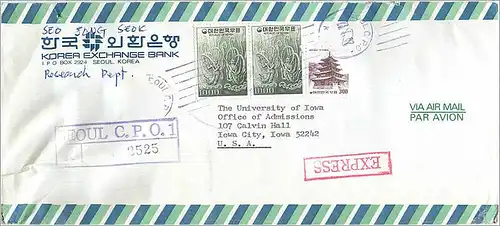 SEO JANG SEOK
한국외환은행
KOREA EXCHANGE BANK
I.P.O BOX 2924 SEOUL, KOREA
Research Dept.
대한민국우표
1000
대한민국우표
1000
300
The University of Iowa
Office of Admissions
107 Calvin Hall
Iowa City, Iowa 52242
U. S. A.
VIA AIR MAIL
PAR AVION
SEOUL C.P.O.1
2525
EXPRESS